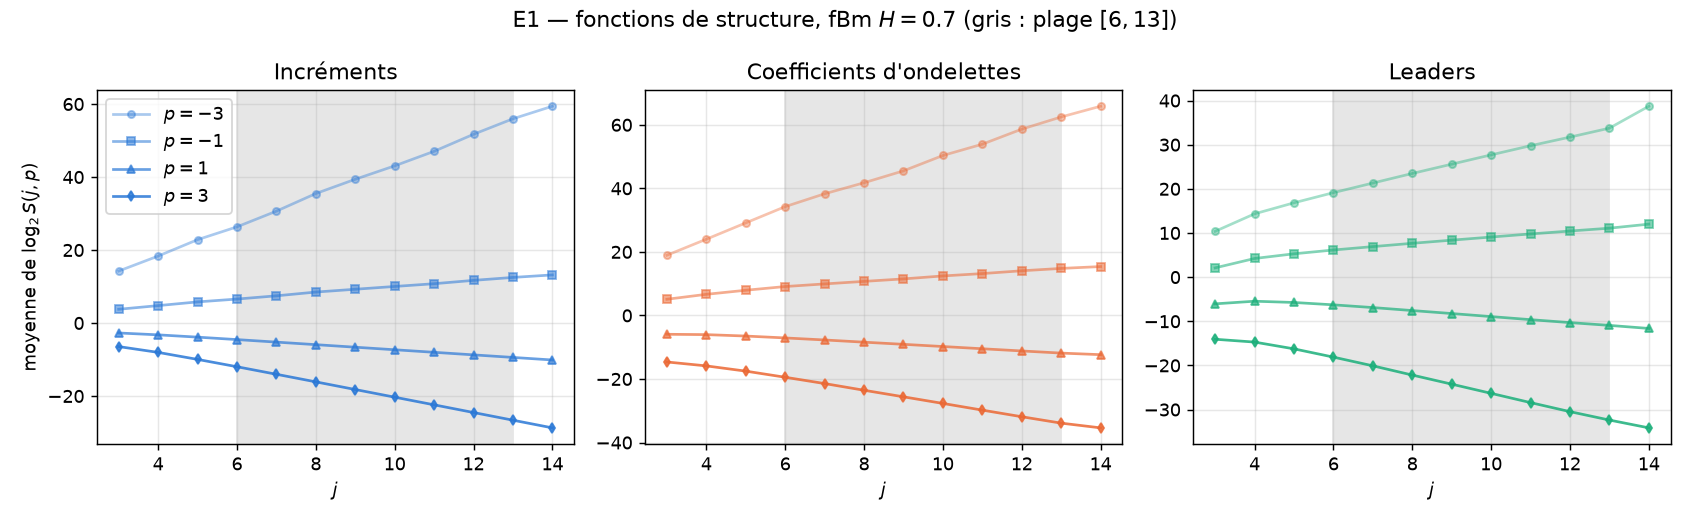 E1 — fonctions de structure, fBm H = 0.7 (gris : plage [6, 13])
Incréments
moyenne de log₂ S(j, p)
60
40
20
0
−20
p = −3
p = −1
p = 1
p = 3
4 6 8 10 12 14
j
Coefficients d'ondelettes
60
40
20
0
−20
−40
4 6 8 10 12 14
j
Leaders
40
30
20
10
0
−10
−20
−30
4 6 8 10 12 14
j